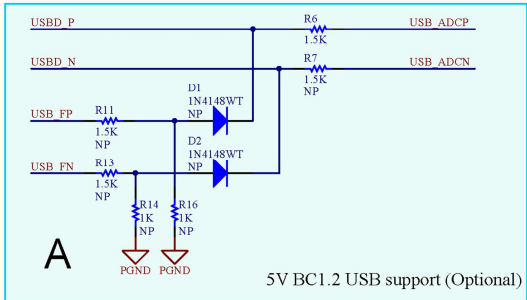 USBD_P
R6
USB_ADCP
1.5K
USBD_N
R7
USB_ADCN
1.5K
D1
1N4148WT
NP
USB_FP
R11
1.5K
NP
D2
1N4148WT
NP
USB_FN
R13
1.5K
NP
R14
1K
NP
R16
1K
NP
PGND
PGND
A
5V BC1.2 USB support (Optional)